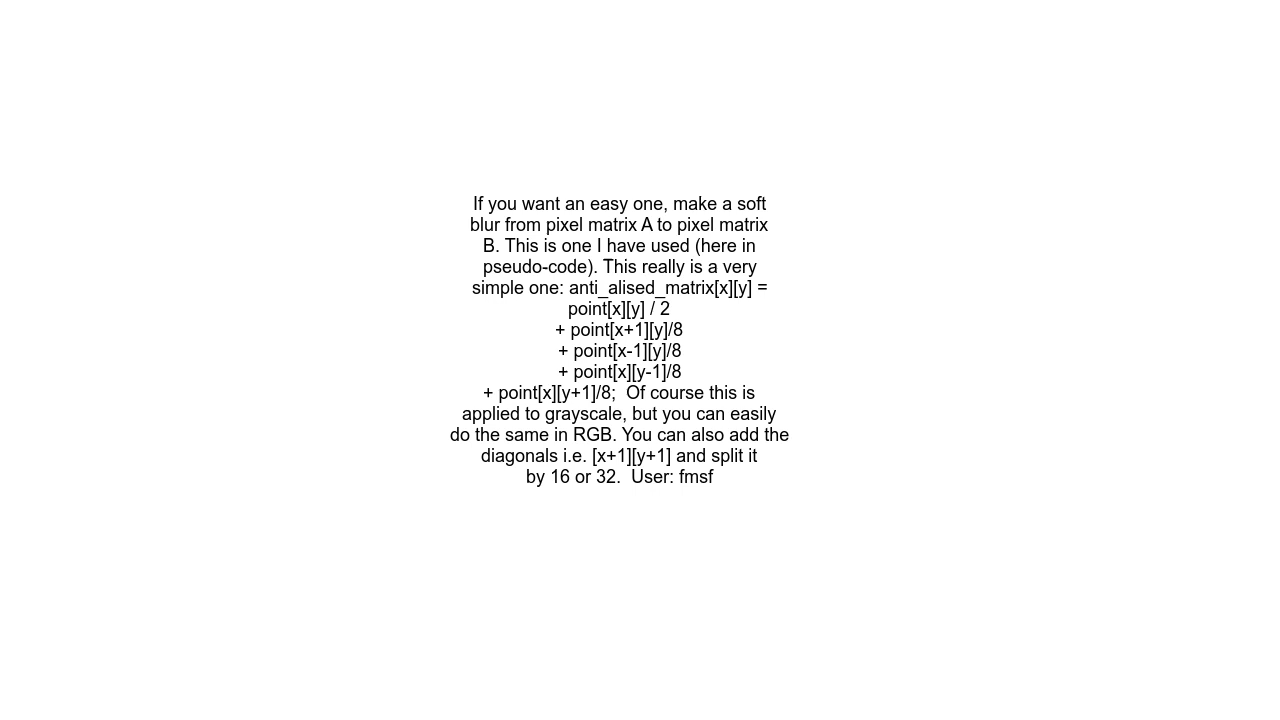 If you want an easy one, make a soft
blur from pixel matrix A to pixel matrix
B. This is one I have used (here in
pseudo-code). This really is a very
simple one: anti_alised_matrix[x][y] =
point[x][y] / 2
+ point[x+1][y]/8
+ point[x-1][y]/8
+ point[x][y-1]/8
+ point[x][y+1]/8;  Of course this is
applied to grayscale, but you can easily
do the same in RGB. You can also add the
diagonals i.e. [x+1][y+1] and split it
by 16 or 32.  User: fmsf